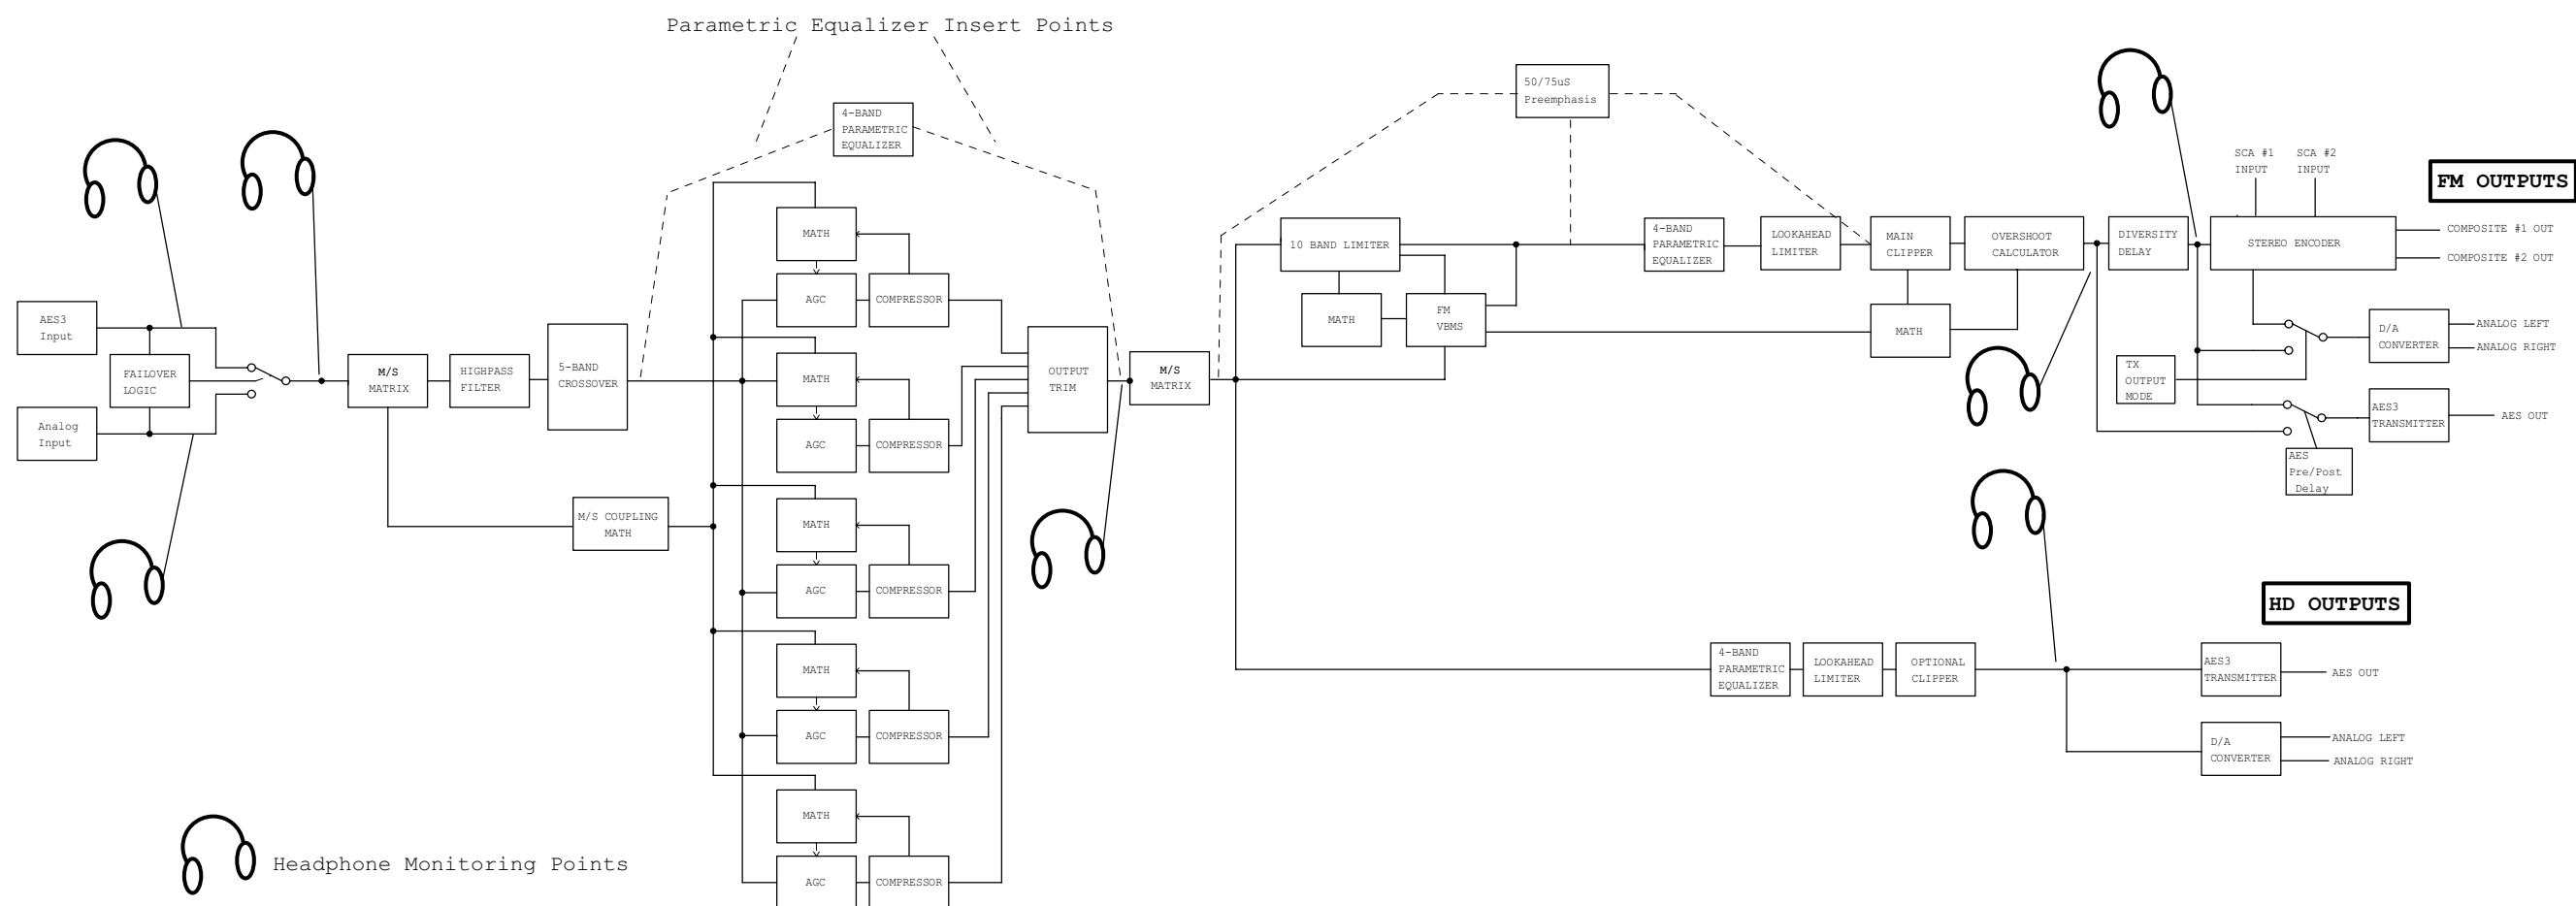 Parametric Equalizer Insert Points
4-BAND
PARAMETRIC
EQUALIZER
50/75uS
Preemphasis
AES3
Input
FAILOVER
LOGIC
Analog
Input
M/S
MATRIX
HIGHPASS
FILTER
5-BAND
CROSSOVER
M/S COUPLING
MATH
MATH
AGC
COMPRESSOR
MATH
AGC
COMPRESSOR
MATH
AGC
COMPRESSOR
MATH
AGC
COMPRESSOR
MATH
AGC
COMPRESSOR
OUTPUT
TRIM
M/S
MATRIX
10 BAND LIMITER
MATH
FM
VBMS
4-BAND
PARAMETRIC
EQUALIZER
LOOKAHEAD
LIMITER
MAIN
CLIPPER
OVERSHOOT
CALCULATOR
MATH
DIVERSITY
DELAY
SCA #1
INPUT
SCA #2
INPUT
STEREO ENCODER
FM OUTPUTS
COMPOSITE #1 OUT
COMPOSITE #2 OUT
TX
OUTPUT
MODE
D/A
CONVERTER
ANALOG LEFT
ANALOG RIGHT
AES3
TRANSMITTER
AES OUT
AES
Pre/Post
Delay
HD OUTPUTS
4-BAND
PARAMETRIC
EQUALIZER
LOOKAHEAD
LIMITER
OPTIONAL
CLIPPER
AES3
TRANSMITTER
AES OUT
D/A
CONVERTER
ANALOG LEFT
ANALOG RIGHT
Headphone Monitoring Points